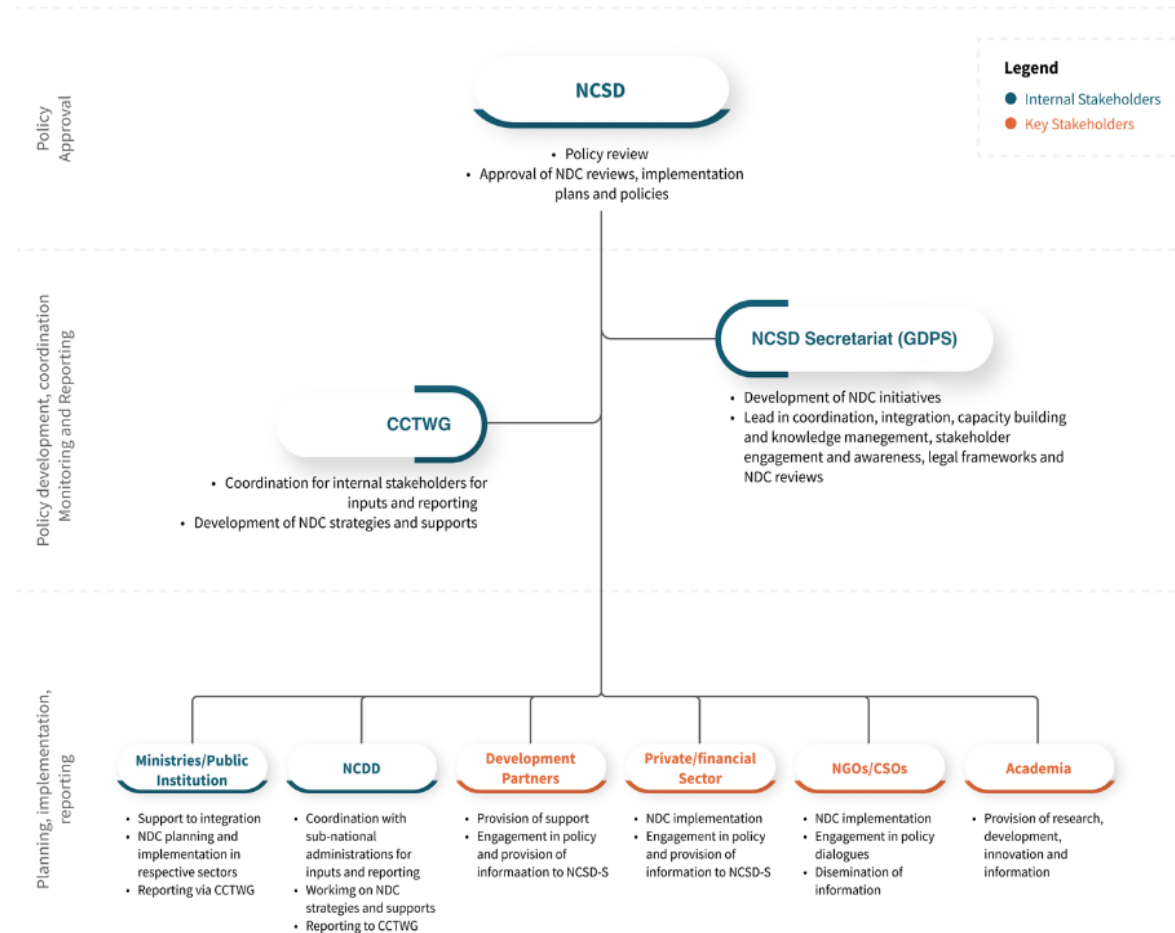 Policy
Approval
NCSD
• Policy review
• Approval of NDC reviews, implementation
plans and policies
Legend
Internal Stakeholders
Key Stakeholders
Policy development, coordination
Monitoring and Reporting
NCSD Secretariat (GDPS)
• Development of NDC initiatives
• Lead in coordination, integration, capacity building
and knowledge manegement, stakeholder
engagement and awareness, legal frameworks and
NDC reviews
CCTWG
• Coordination for internal stakeholders for
inputs and reporting
• Development of NDC strategies and supports
Planning, implementation,
reporting
Ministries/Public
Institution
• Support to integration
• NDC planning and
implementation in
respective sectors
• Reporting via CCTWG
NCDD
• Coordination with
sub-national
administrations for
inputs and reporting
• Workimg on NDC
strategies and supports
• Reporting to CCTWG
Development
Partners
• Provision of support
• Engagement in policy
and provision of
informaation to NCSD-S
Private/financial
Sector
• NDC implementation
• Engagement in policy
and provision of
information to NCSD-S
NGOs/CSOs
• NDC implementation
• Engagement in policy
dialogues
• Disemination of
information
Academia
• Provision of research,
development,
innovation and
information